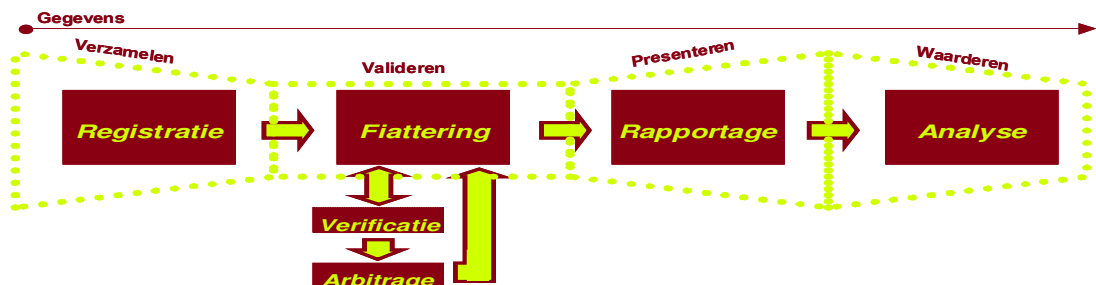 Gegevens
Verzamelen
Valideren
Presenteren
Waarderen
Registratie
Fiattering
Rapportage
Analyse
Verificatie
Arbitrage